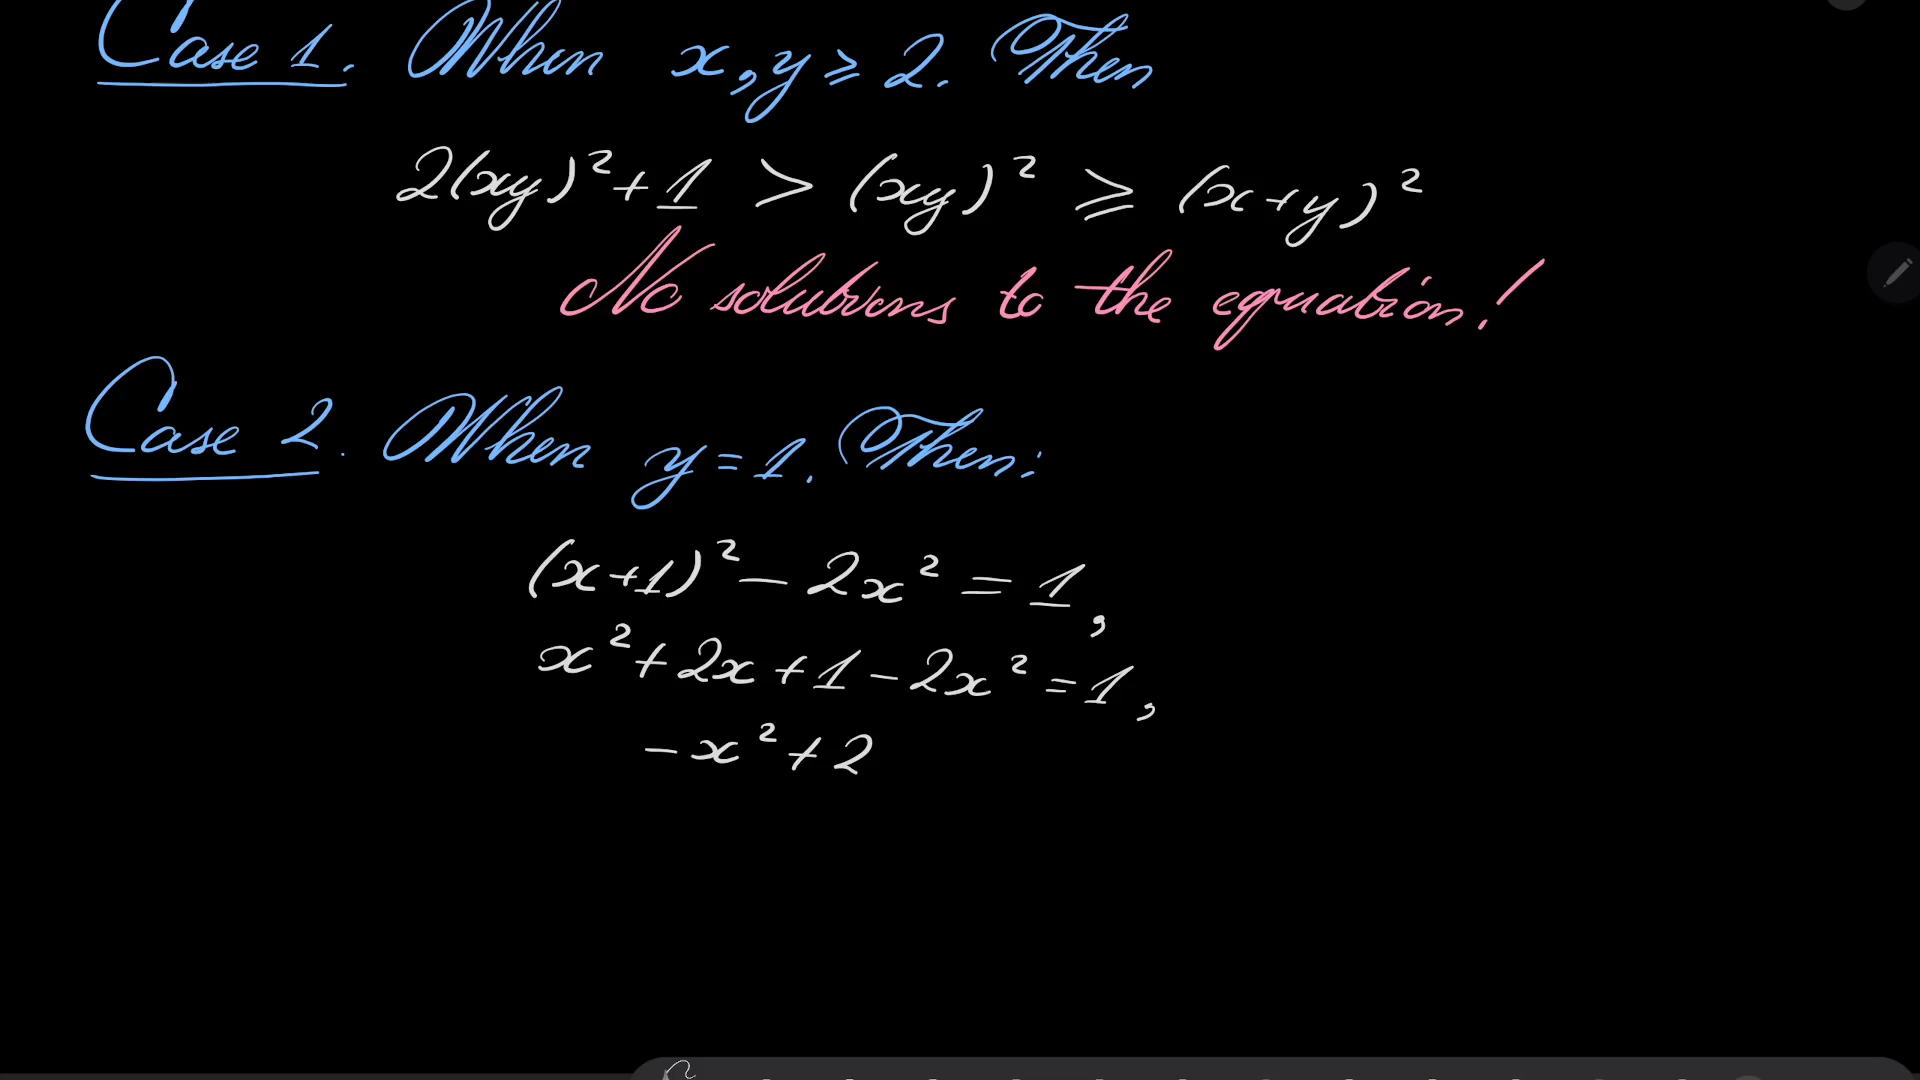 Case 1. When x, y ⩾ 2. Then
2(xy)² + 1 > (xy)² ⩾ (x+y)²
No solutions to the equation!
Case 2. When y = 1. Then:
(x+1)² − 2x² = 1,
x² + 2x + 1 − 2x² = 1,
−x² + 2